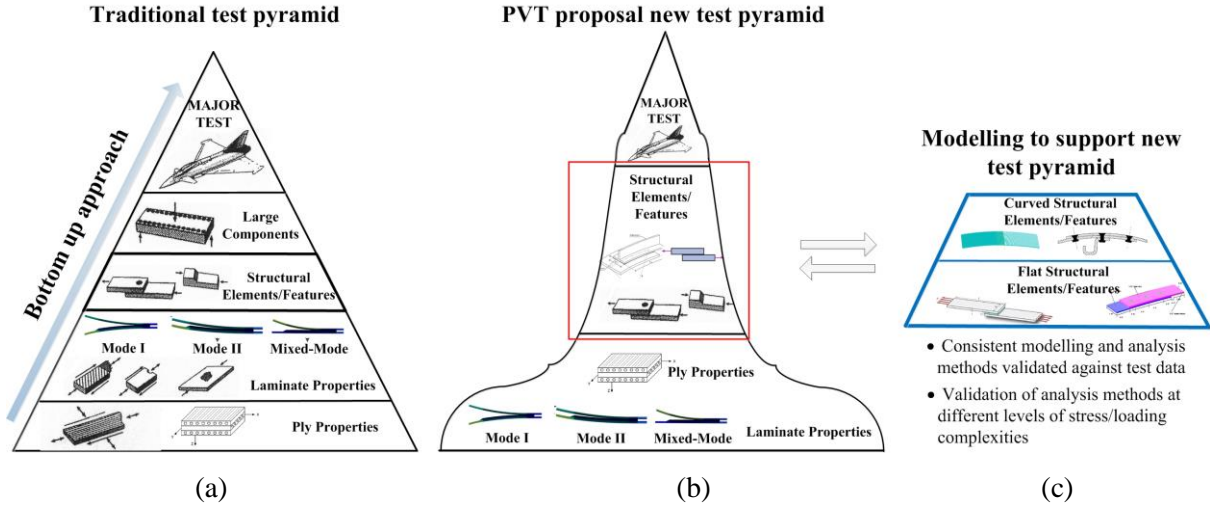 Traditional test pyramid
Bottom up approach
MAJOR
TEST
Large
Components
Structural
Elements/Features
Mode I
Mode II
Mixed-Mode
Laminate Properties
Ply Properties
(a)
PVT proposal new test pyramid
MAJOR
TEST
Structural
Elements/
Features
Ply Properties
Mode I
Mode II
Mixed-Mode
Laminate Properties
(b)
Modelling to support new
test pyramid
Curved Structural
Elements/Features
Flat Structural
Elements/Features
• Consistent modelling and analysis
methods validated against test data
• Validation of analysis methods at
different levels of stress/loading
complexities
(c)